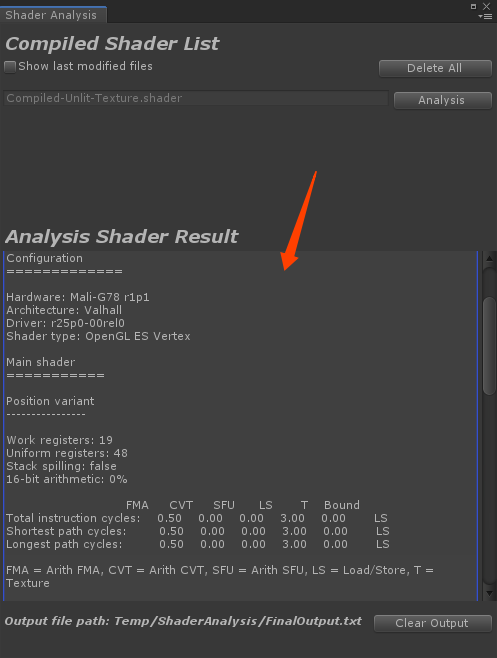 Shader Analysis
Compiled Shader List
Show last modified files
Delete All
Compiled-Unlit-Texture.shader
Analysis
Analysis Shader Result
Configuration
=============
Hardware: Mali-G78 r1p1
Architecture: Valhall
Driver: r25p0-00rel0
Shader type: OpenGL ES Vertex
Main shader
===========
Position variant
----------------
Work registers: 19
Uniform registers: 48
Stack spilling: false
16-bit arithmetic: 0%
FMA CVT SFU LS T Bound
Total instruction cycles: 0.50 0.00 0.00 3.00 0.00 LS
Shortest path cycles: 0.50 0.00 0.00 3.00 0.00 LS
Longest path cycles: 0.50 0.00 0.00 3.00 0.00 LS
FMA = Arith FMA, CVT = Arith CVT, SFU = Arith SFU, LS = Load/Store, T =
Texture
Output file path: Temp/ShaderAnalysis/FinalOutput.txt
Clear Output